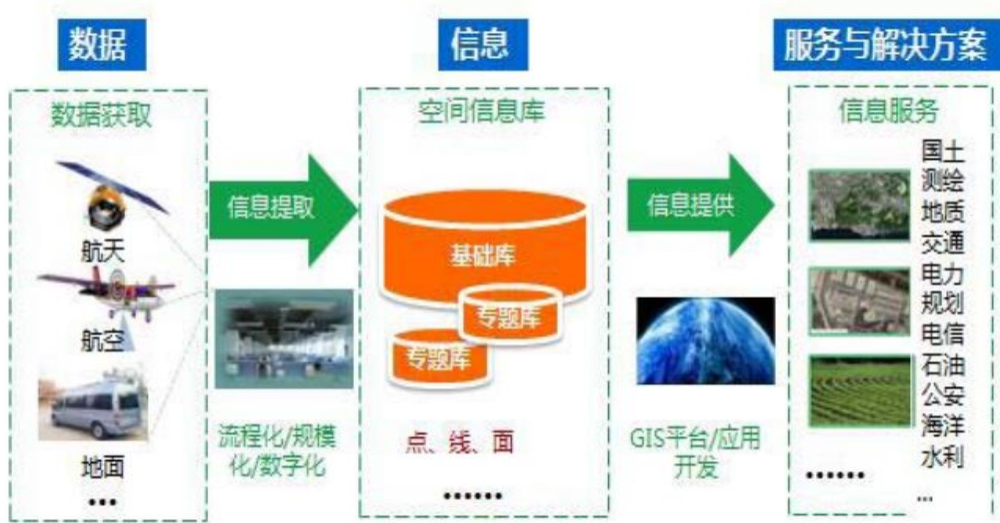 数据
信息
服务与解决方案
数据获取
航天
航空
地面
...
信息提取
流程化/规模
化/数字化
空间信息库
基础库
专题库
专题库
点、线、面
......
信息提供
GIS平台/应用
开发
信息服务
国土
测绘
地质
交通
电力
规划
电信
石油
公安
海洋
水利
......
...